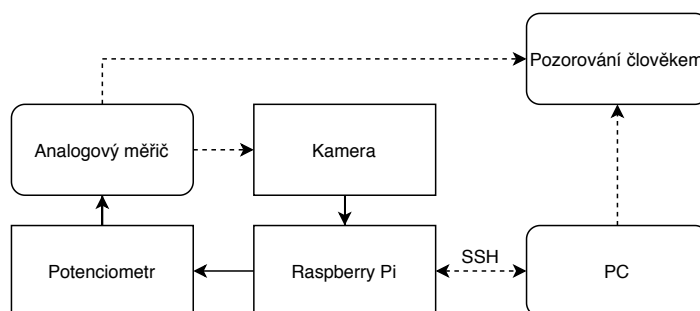 Pozorování člověkem
Analogový měřič
Kamera
Potenciometr
Raspberry Pi
SSH
PC